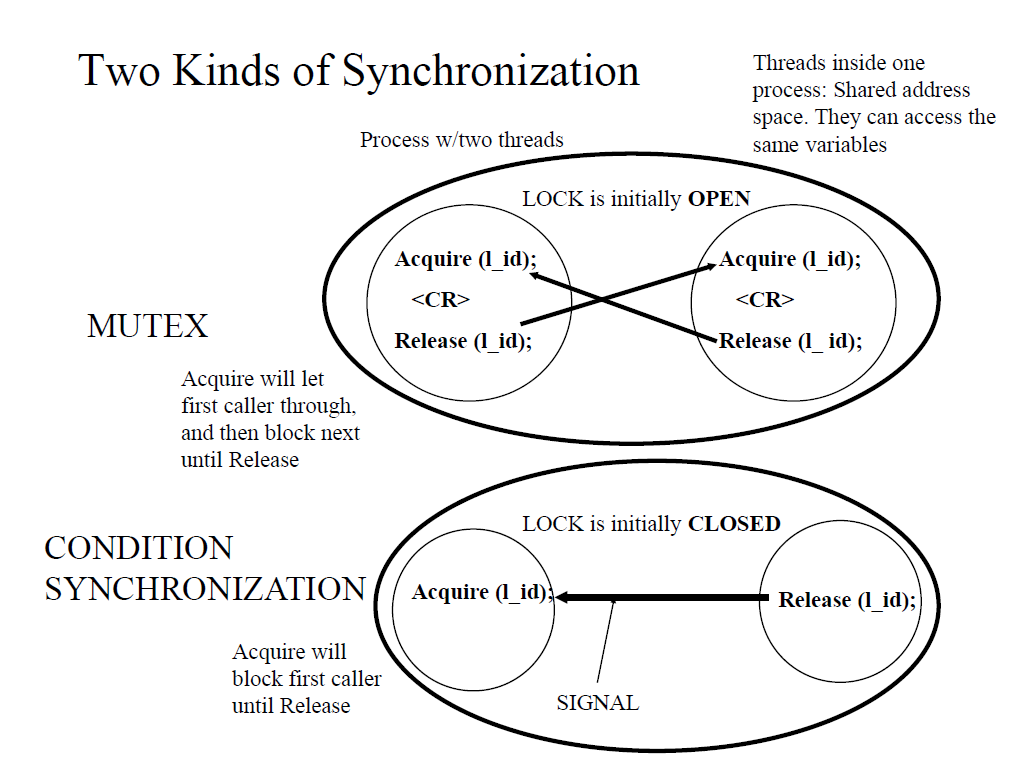 Two Kinds of Synchronization
Threads inside one
process: Shared address
space. They can access the
same variables
Process w/two threads
LOCK is initially OPEN
Acquire (l_id);
<CR>
Release (l_id);
Acquire (l_id);
<CR>
Release (l_ id);
MUTEX
Acquire will let
first caller through,
and then block next
until Release
LOCK is initially CLOSED
CONDITION
SYNCHRONIZATION
Acquire (l_id);
Release (l_id);
Acquire will
block first caller
until Release
SIGNAL